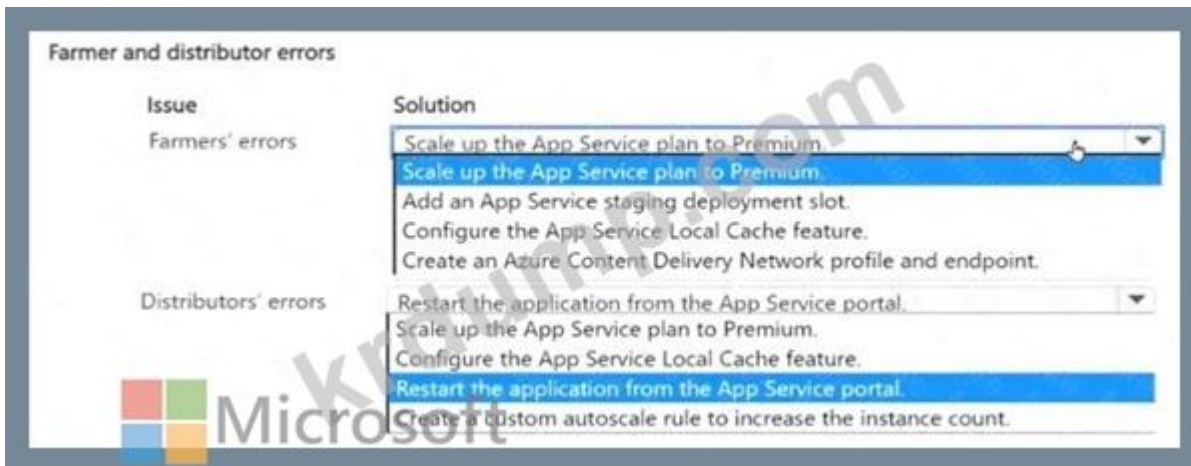 Farmer and distributor errors
Issue Solution
Farmers' errors Scale up the App Service plan to Premium.
Scale up the App Service plan to Premium.
Add an App Service staging deployment slot.
Configure the App Service Local Cache feature.
Create an Azure Content Delivery Network profile and endpoint.
Distributors' errors Restart the application from the App Service portal.
Scale up the App Service plan to Premium.
Configure the App Service Local Cache feature.
Restart the application from the App Service portal.
Create a custom autoscale rule to increase the instance count.
krdump.com
Microsoft